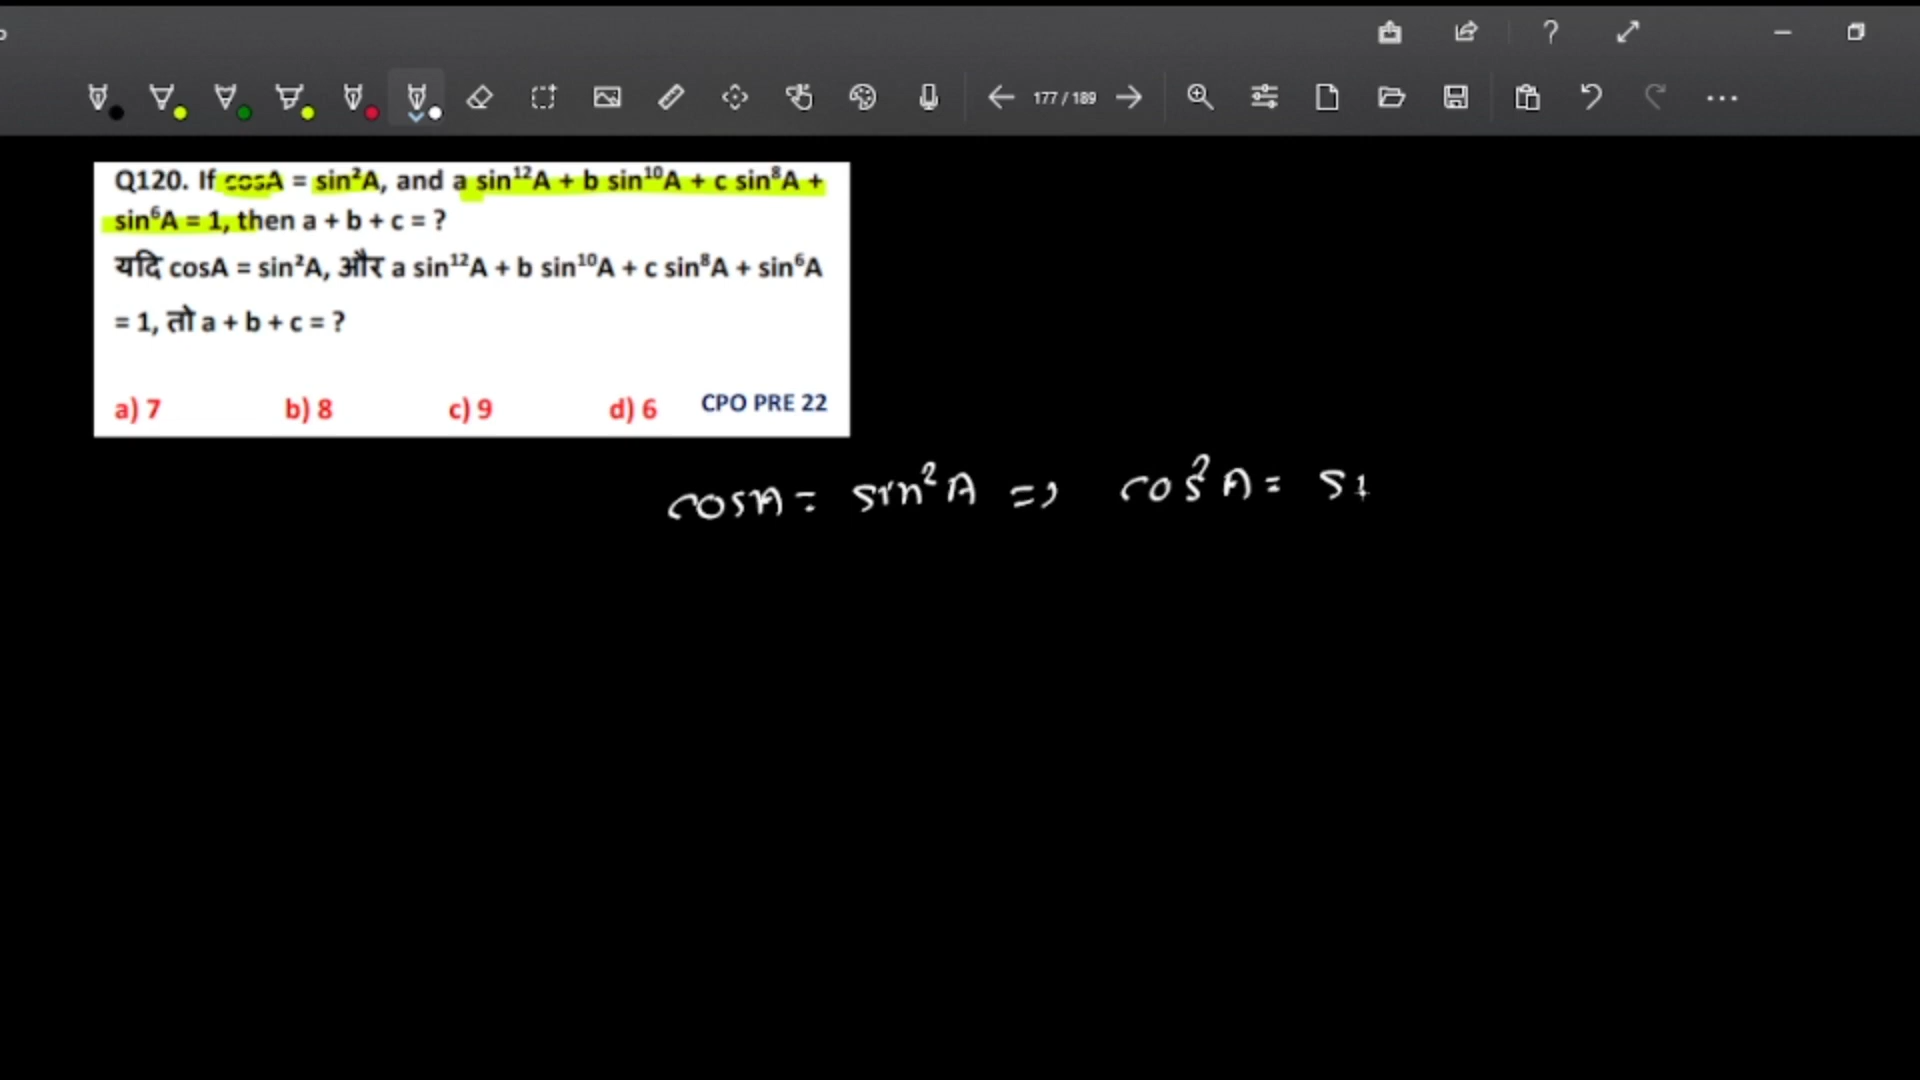 177 / 189
Q120. If cosA = sin²A, and a sin¹²A + b sin¹⁰A + c sin⁸A +
sin⁶A = 1, then a + b + c = ?
यदि cosA = sin²A, और a sin¹²A + b sin¹⁰A + c sin⁸A + sin⁶A
= 1, तो a + b + c = ?
a) 7 b) 8 c) 9 d) 6 CPO PRE 22
cosA = sin²A => cos²A = si